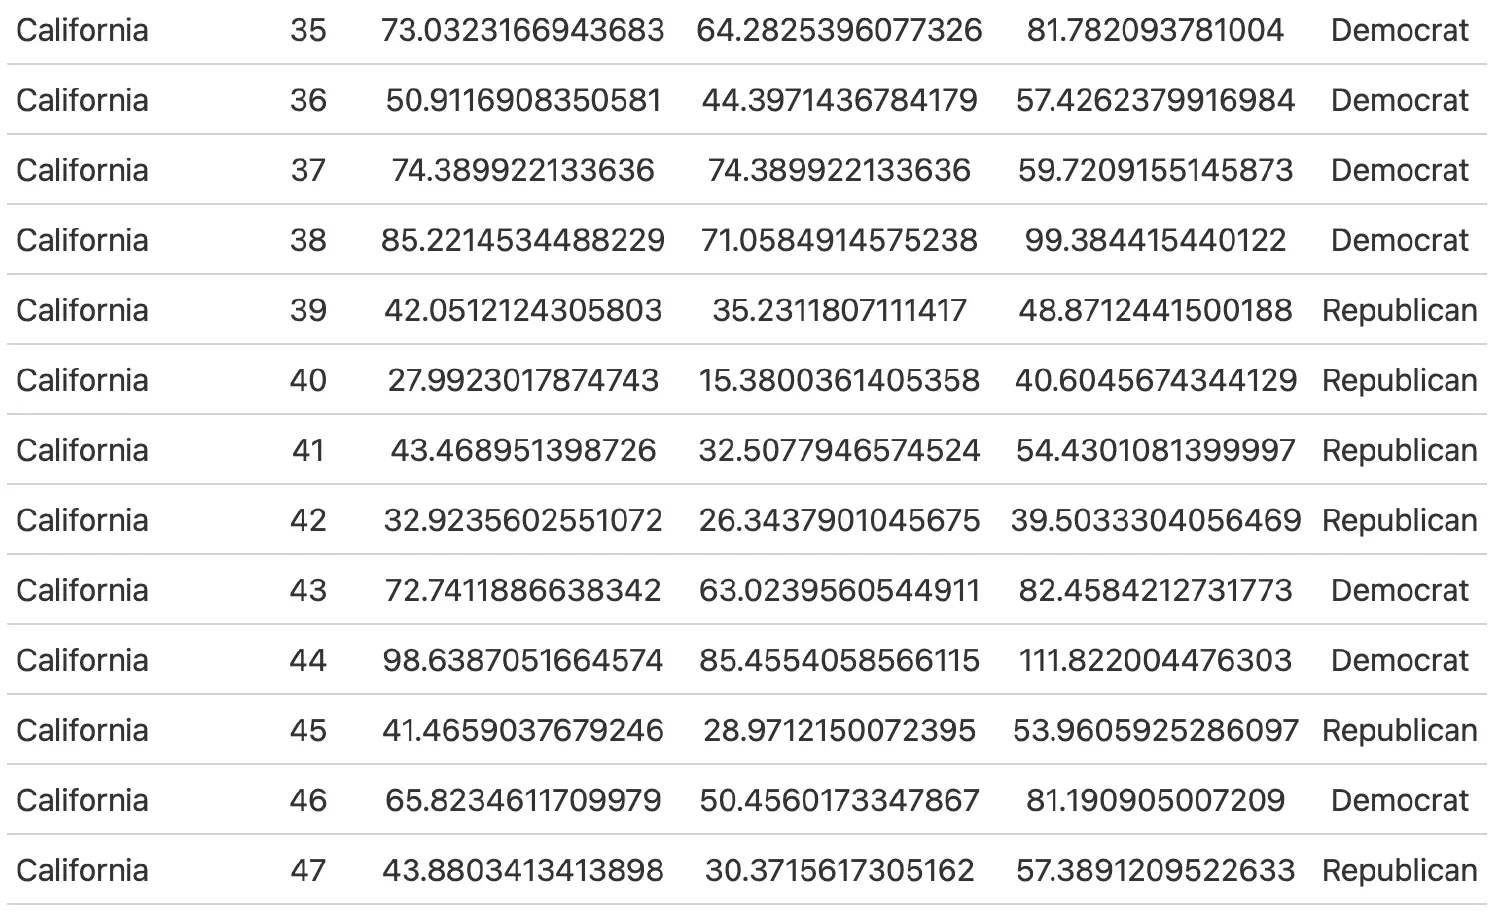 California 35 73.0323166943683 64.2825396077326 81.782093781004 Democrat
California 36 50.9116908350581 44.3971436784179 57.4262379916984 Democrat
California 37 74.389922133636 74.389922133636 59.7209155145873 Democrat
California 38 85.2214534488229 71.0584914575238 99.384415440122 Democrat
California 39 42.0512124305803 35.2311807111417 48.8712441500188 Republican
California 40 27.9923017874743 15.3800361405358 40.6045674344129 Republican
California 41 43.468951398726 32.5077946574524 54.4301081399997 Republican
California 42 32.9235602551072 26.3437901045675 39.5033304056469 Republican
California 43 72.7411886638342 63.0239560544911 82.4584212731773 Democrat
California 44 98.6387051664574 85.4554058566115 111.822004476303 Democrat
California 45 41.4659037679246 28.9712150072395 53.9605925286097 Republican
California 46 65.8234611709979 50.4560173347867 81.190905007209 Democrat
California 47 43.8803413413898 30.3715617305162 57.3891209522633 Republican